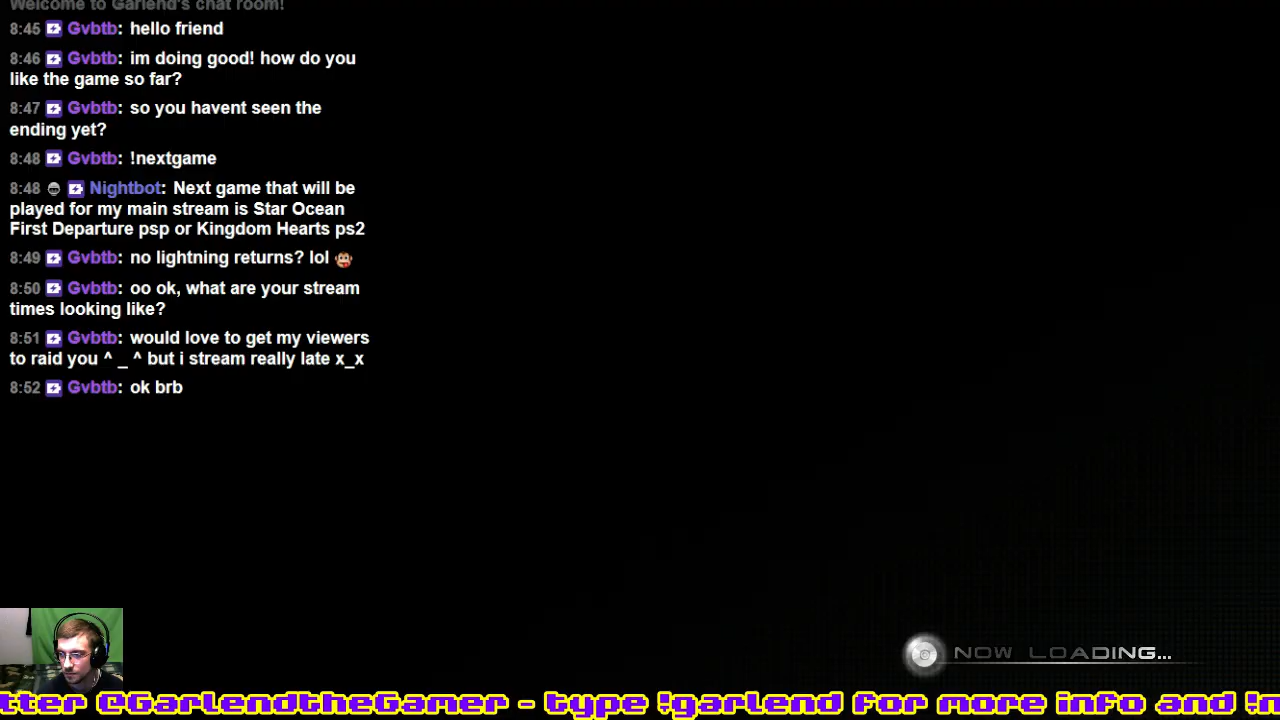 Welcome to Garlend's chat room!
8:45 Gvbtb: hello friend
8:46 Gvbtb: im doing good! how do you
like the game so far?
8:47 Gvbtb: so you havent seen the
ending yet?
8:48 Gvbtb: !nextgame
8:48 Nightbot: Next game that will be
played for my main stream is Star Ocean
First Departure psp or Kingdom Hearts ps2
8:49 Gvbtb: no lightning returns? lol
8:50 Gvbtb: oo ok, what are your stream
times looking like?
8:51 Gvbtb: would love to get my viewers
to raid you ^ _ ^ but i stream really late x_x
8:52 Gvbtb: ok brb
NOW LOADING...
tter @GarlendtheGamer - type !garlend for more info and !n